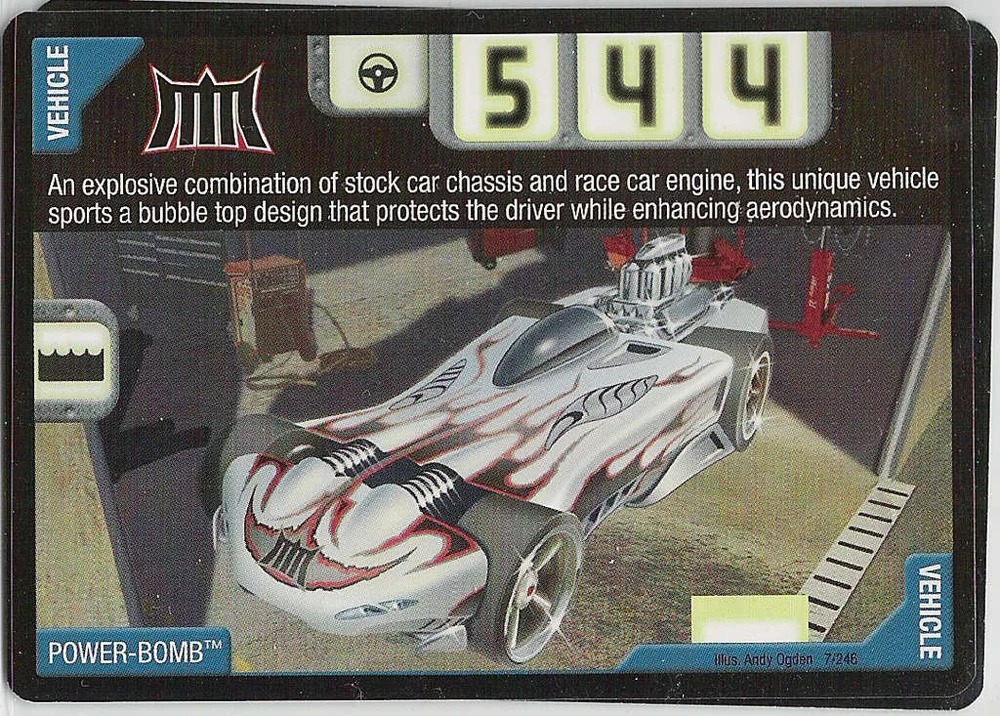 VEHICLE
5 4 4
An explosive combination of stock car chassis and race car engine, this unique vehicle
sports a bubble top design that protects the driver while enhancing aerodynamics.
POWER-BOMB™
Illus. Andy Ogden 7/246
VEHICLE